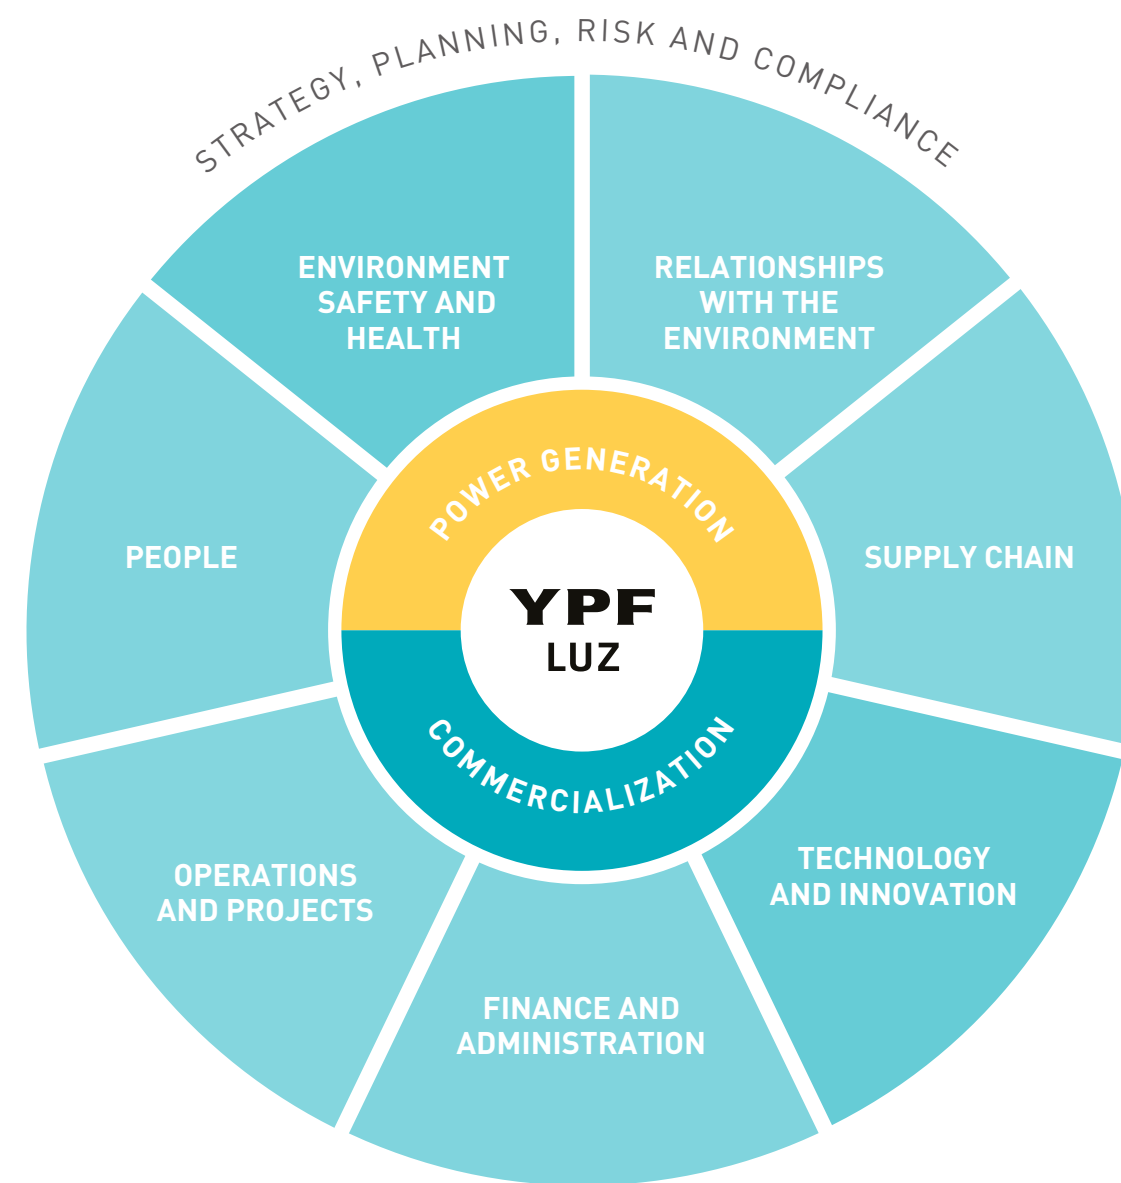 STRATEGY, PLANNING, RISK AND COMPLIANCE
ENVIRONMENT
SAFETY AND
HEALTH
RELATIONSHIPS
WITH THE
ENVIRONMENT
PEOPLE
SUPPLY CHAIN
POWER GENERATION
YPF
LUZ
COMMERCIALIZATION
OPERATIONS
AND PROJECTS
TECHNOLOGY
AND INNOVATION
FINANCE AND
ADMINISTRATION